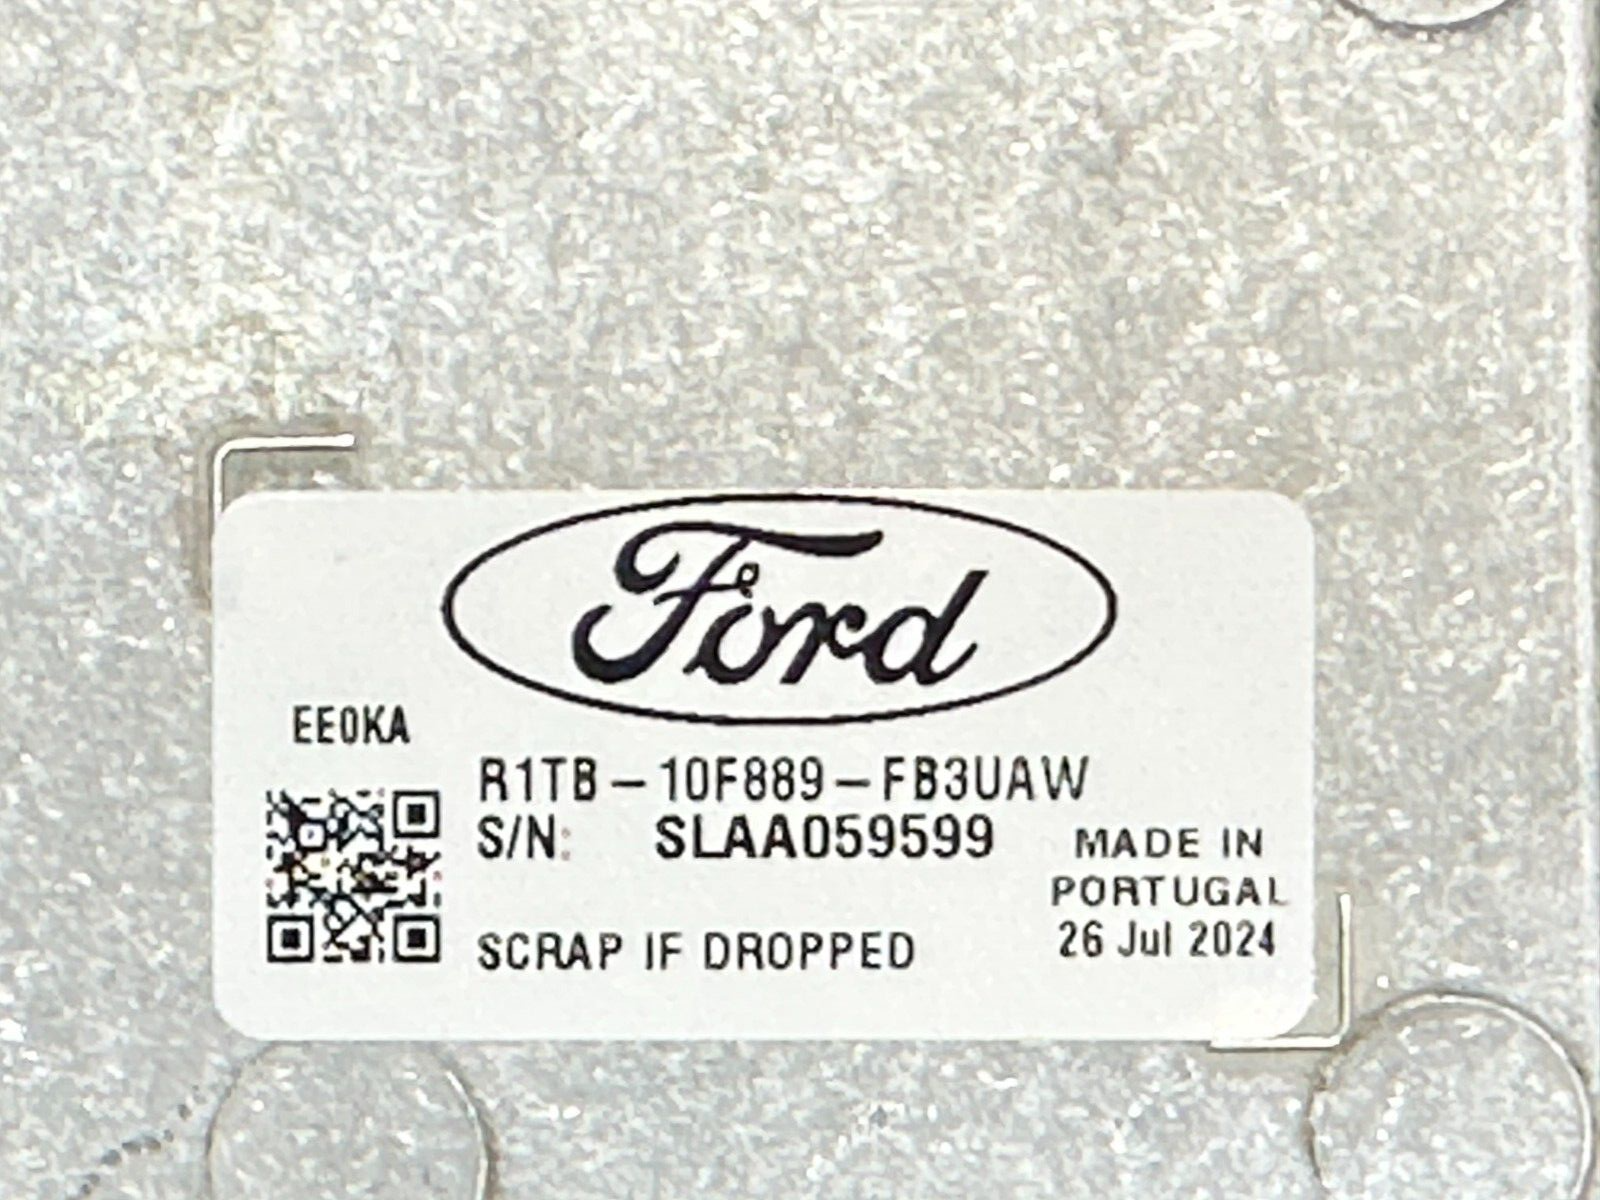 Ford
EE0KA
R1TB-10F889-FB3UAW
S/N: SLAA059599
MADE IN
PORTUGAL
26 Jul 2024
SCRAP IF DROPPED